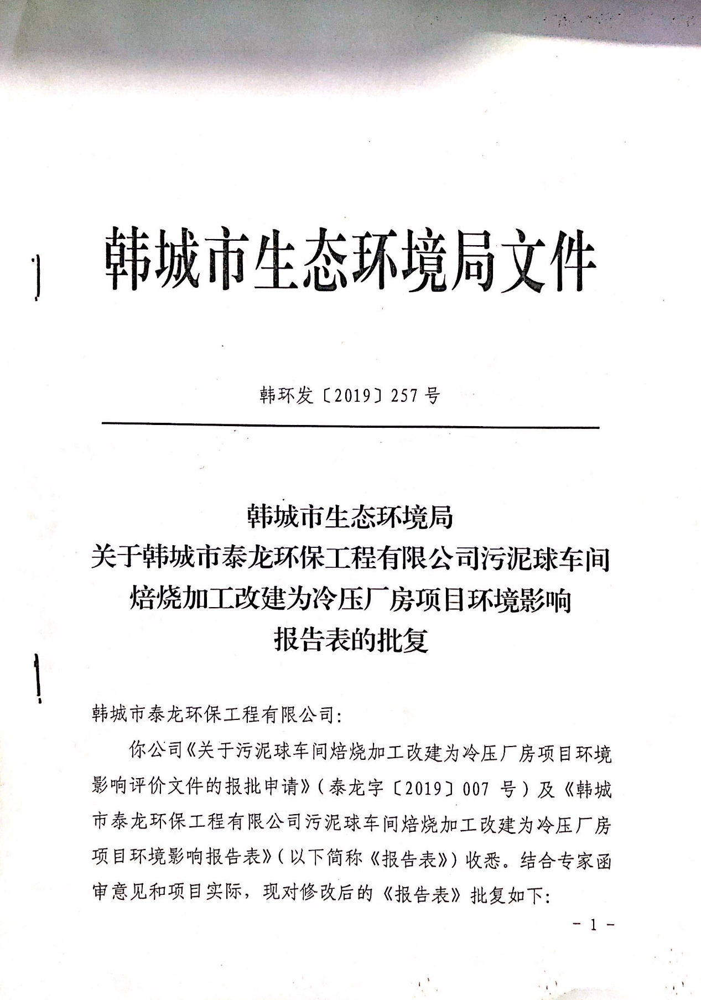 韩城市生态环境局文件
韩环发〔2019〕257号
韩城市生态环境局
关于韩城市泰龙环保工程有限公司污泥球车间
焙烧加工改建为冷压厂房项目环境影响
报告表的批复
韩城市泰龙环保工程有限公司:
你公司《关于污泥球车间焙烧加工改建为冷压厂房项目环境
影响评价文件的报批申请》(泰龙字〔2019〕007 号)及《韩城
市泰龙环保工程有限公司污泥球车间焙烧加工改建为冷压厂房
项目环境影响报告表》(以下简称《报告表》)收悉。结合专家函
审意见和项目实际，现对修改后的《报告表》批复如下:
- 1 -